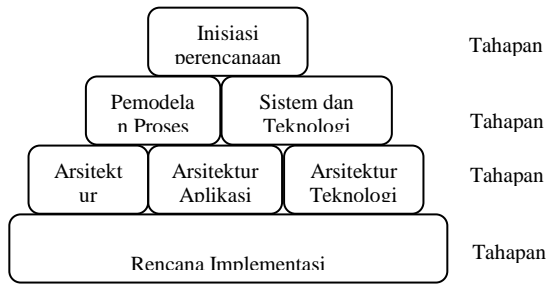 Inisiasi
perencanaan
Tahapan
Pemodela
n Proses
Sistem dan
Teknologi
Tahapan
Arsitekt
ur
Arsitektur
Aplikasi
Arsitektur
Teknologi
Tahapan
Rencana Implementasi
Tahapan